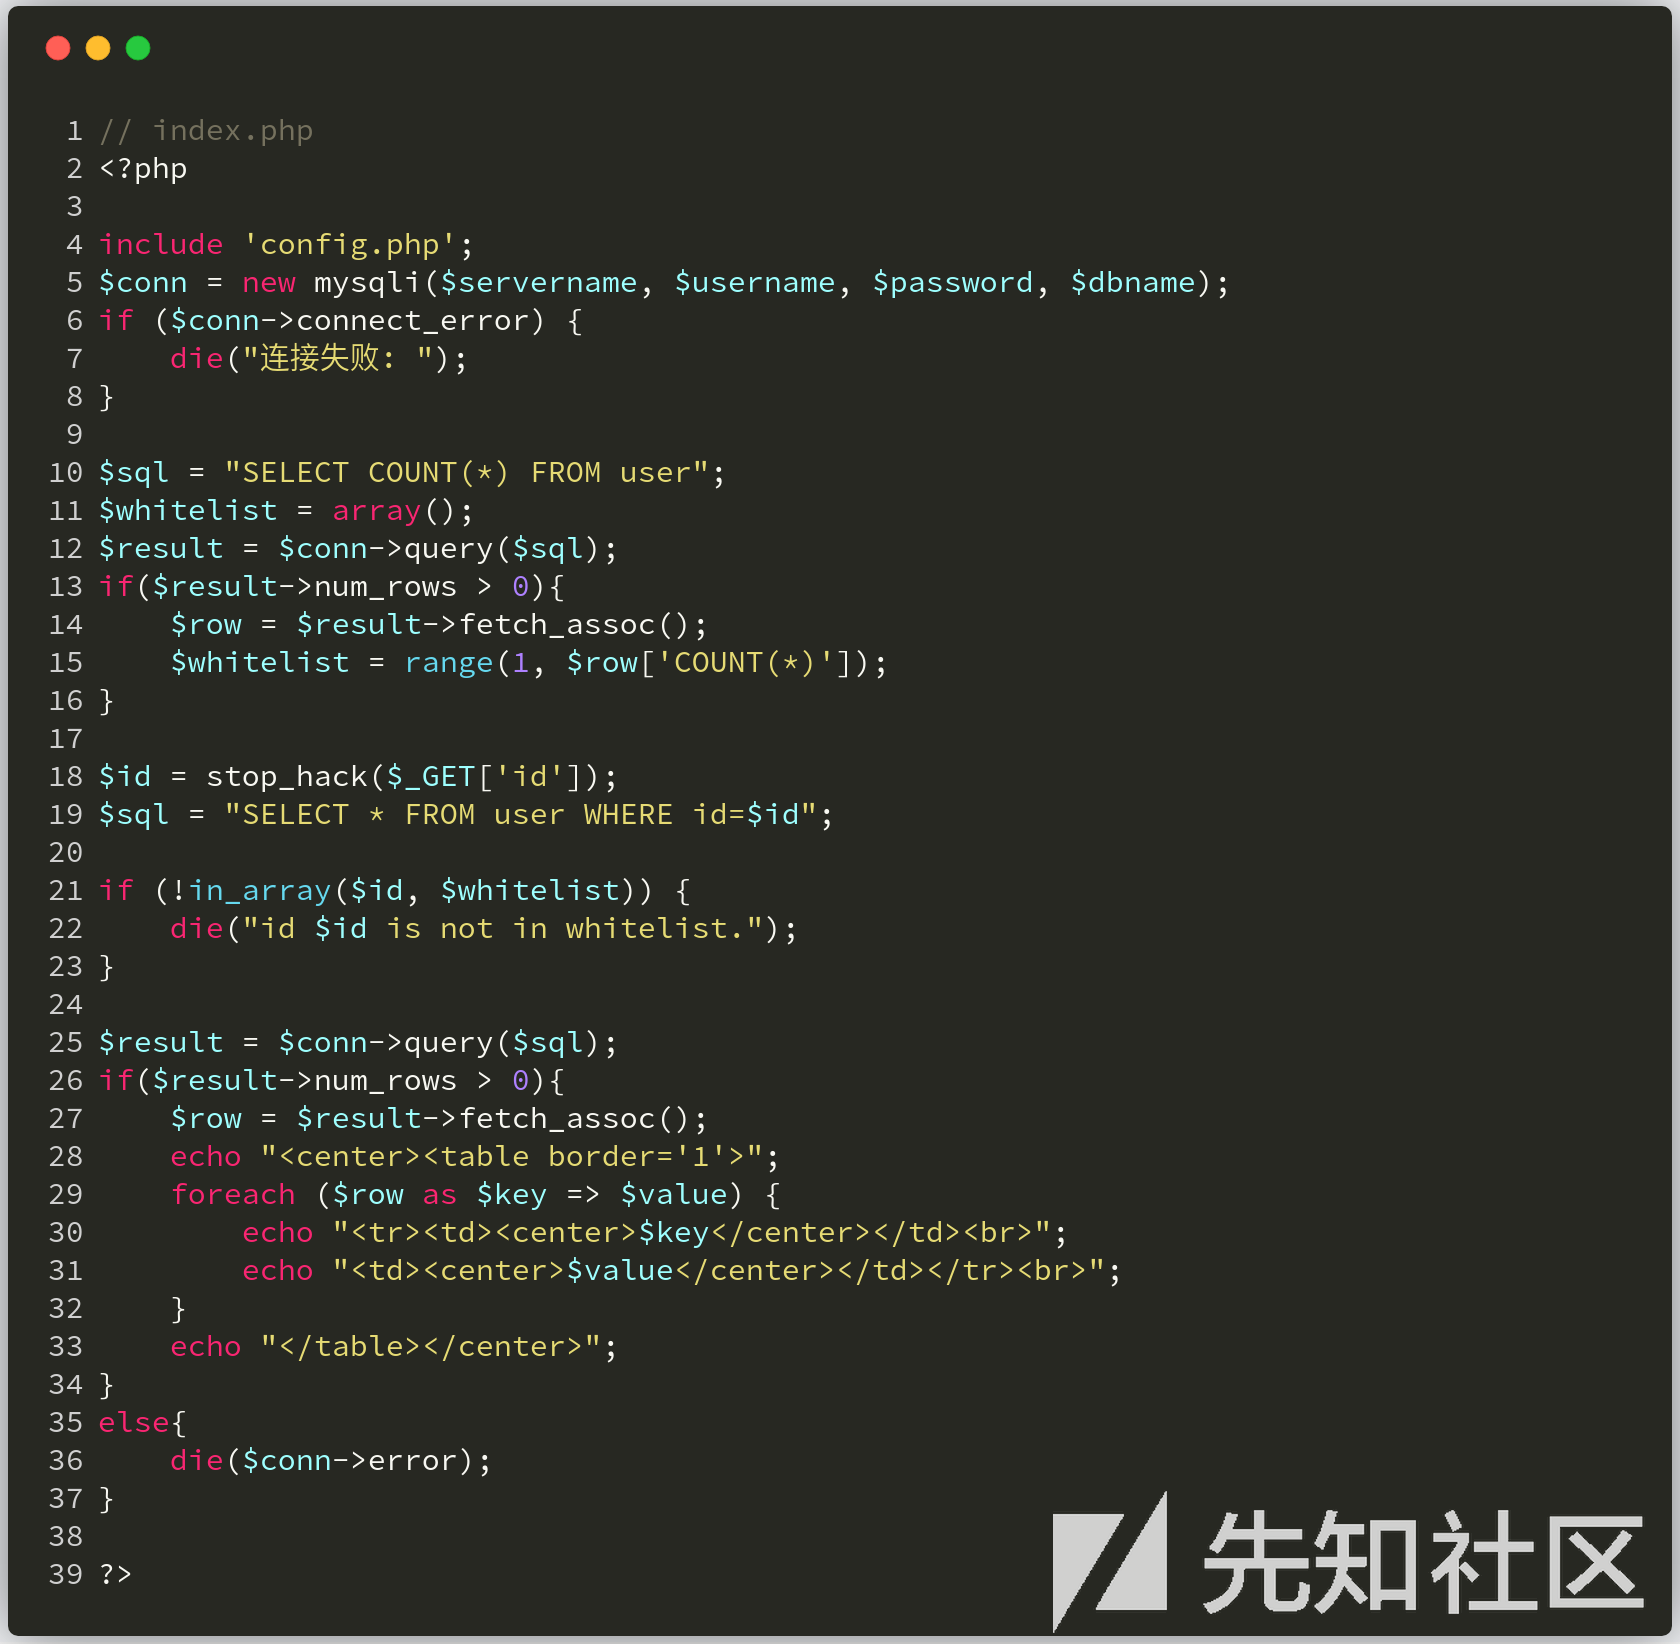 1 // index.php
2 <?php
3
4 include 'config.php';
5 $conn = new mysqli($servername, $username, $password, $dbname);
6 if ($conn->connect_error) {
7     die("连接失败: ");
8 }
9
10 $sql = "SELECT COUNT(*) FROM user";
11 $whitelist = array();
12 $result = $conn->query($sql);
13 if($result->num_rows > 0){
14     $row = $result->fetch_assoc();
15     $whitelist = range(1, $row['COUNT(*)']);
16 }
17
18 $id = stop_hack($_GET['id']);
19 $sql = "SELECT * FROM user WHERE id=$id";
20
21 if (!in_array($id, $whitelist)) {
22     die("id $id is not in whitelist.");
23 }
24
25 $result = $conn->query($sql);
26 if($result->num_rows > 0){
27     $row = $result->fetch_assoc();
28     echo "<center><table border='1'>";
29     foreach ($row as $key => $value) {
30         echo "<tr><td><center>$key</center></td><br>";
31         echo "<td><center>$value</center></td></tr><br>";
32     }
33     echo "</table></center>";
34 }
35 else{
36     die($conn->error);
37 }
38
39 ?>
先知社区